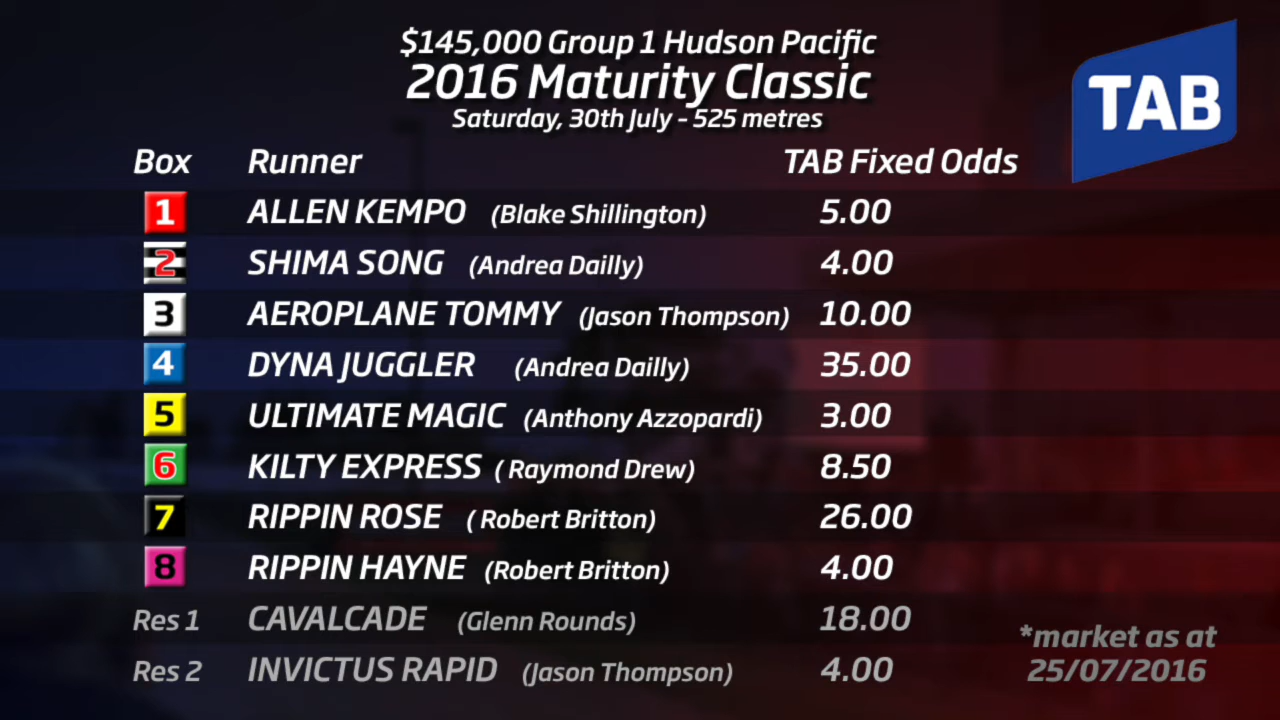 $145,000 Group 1 Hudson Pacific
2016 Maturity Classic
Saturday, 30th July - 525 metres
TAB
Box Runner TAB Fixed Odds
1 ALLEN KEMPO (Blake Shillington) 5.00
2 SHIMA SONG (Andrea Dailly) 4.00
3 AEROPLANE TOMMY (Jason Thompson) 10.00
4 DYNA JUGGLER (Andrea Dailly) 35.00
5 ULTIMATE MAGIC (Anthony Azzopardi) 3.00
6 KILTY EXPRESS ( Raymond Drew) 8.50
7 RIPPIN ROSE ( Robert Britton) 26.00
8 RIPPIN HAYNE (Robert Britton) 4.00
Res 1 CAVALCADE (Glenn Rounds) 18.00
Res 2 INVICTUS RAPID (Jason Thompson) 4.00
*market as at
25/07/2016